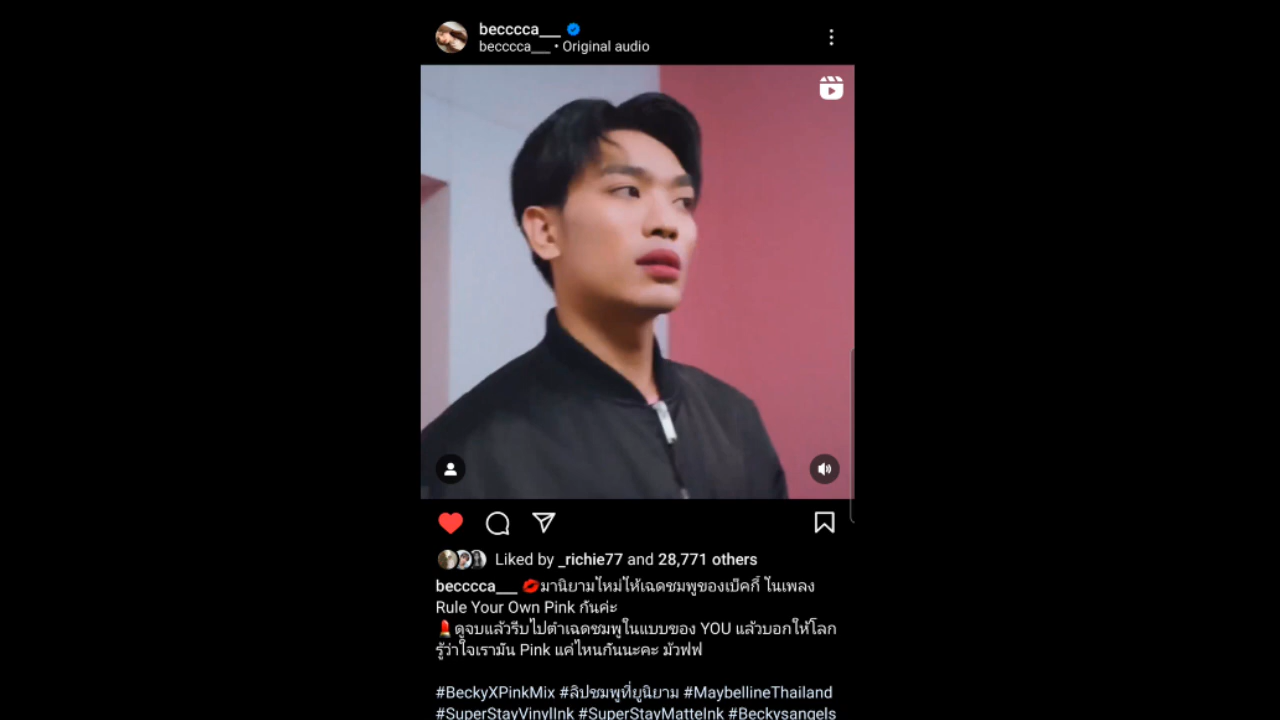 becccca___
becccca___ • Original audio
Liked by _richie77 and 28,771 others
becccca___ 💋มานิยามใหม่ให้เฉดชมพูของเบ็คกี้ ในเพลง
Rule Your Own Pink กันค่ะ
💄ดูจบแล้วรีบไปตำเฉดชมพูในแบบของ YOU แล้วบอกให้โลก
รู้ว่าใจเรามัน Pink แค่ไหนกันนะคะ มัวฟฟ
#BeckyXPinkMix #ลิปชมพูที่ยูนิยาม #MaybellineThailand
#SuperStayVinylInk #SuperStayMatteInk #Beckysangels